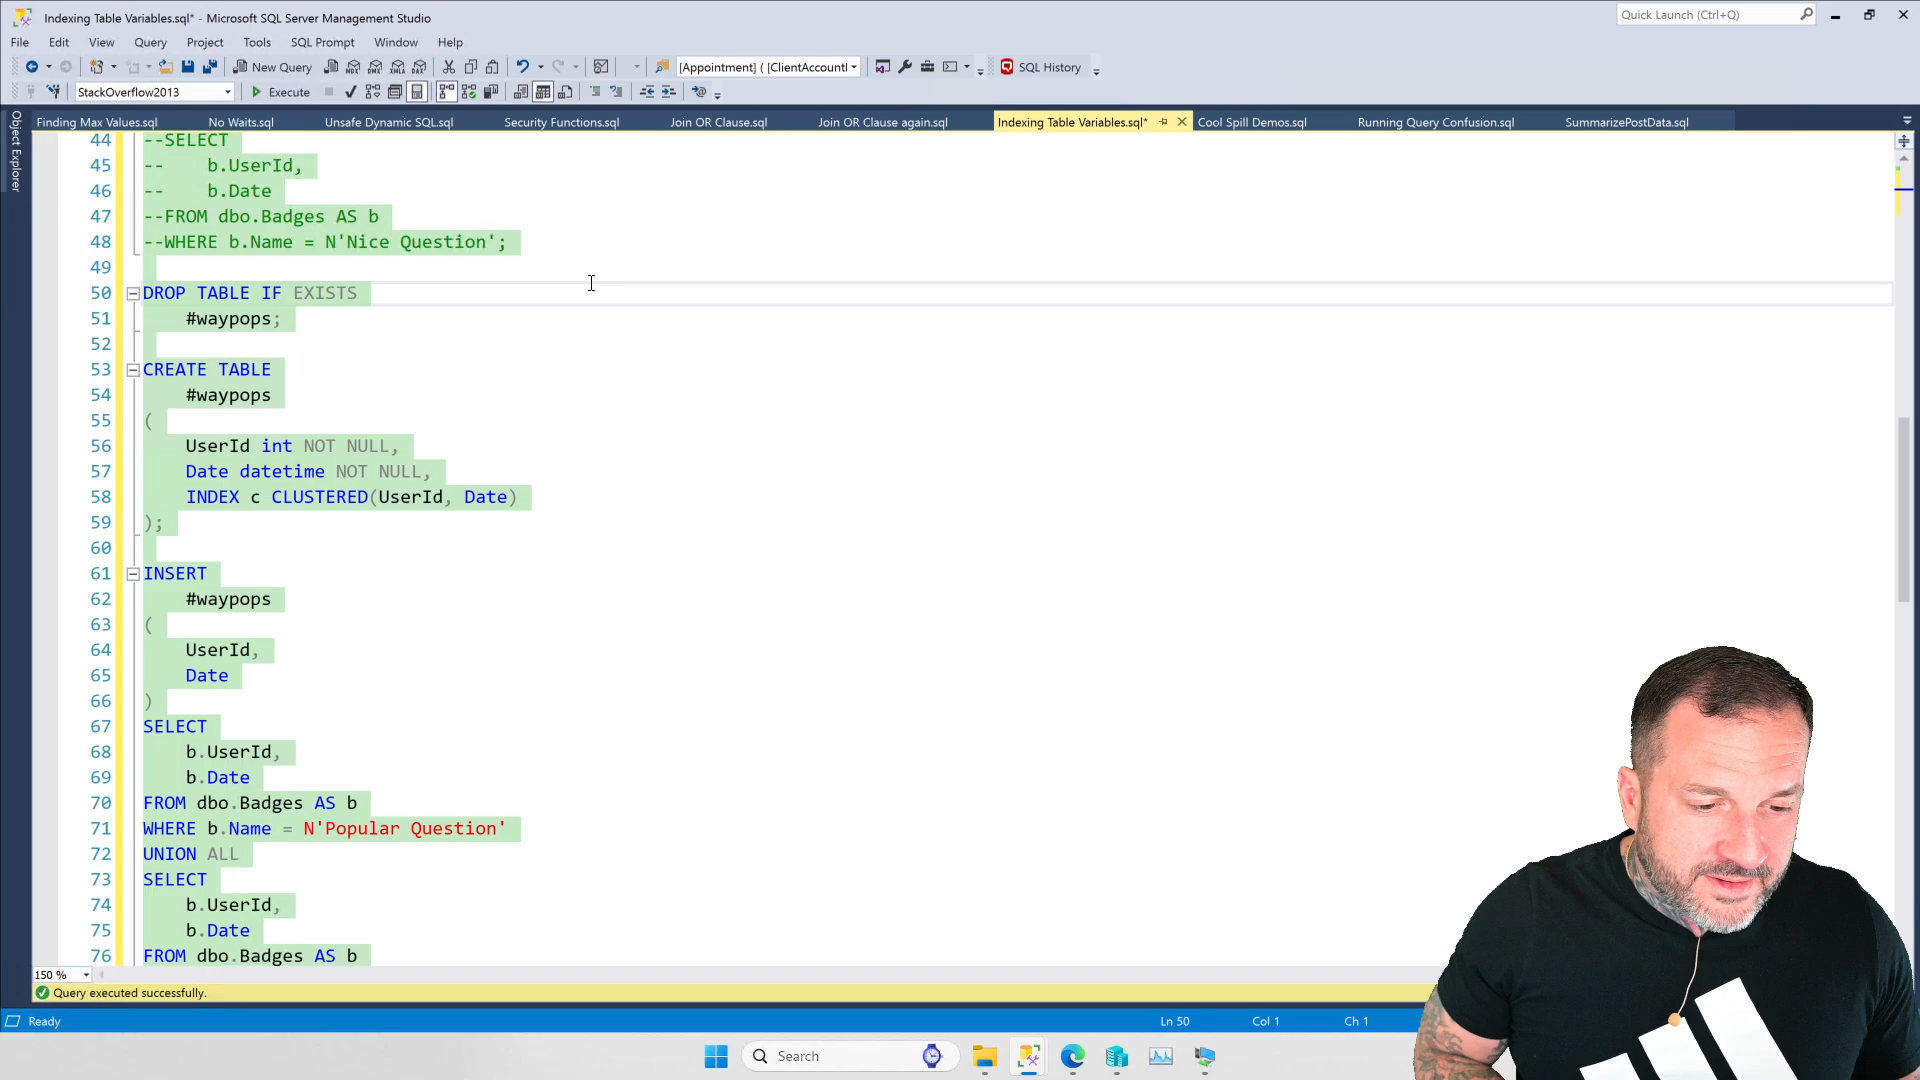 Indexing Table Variables.sql* - Microsoft SQL Server Management Studio
Quick Launch (Ctrl+Q)
File Edit View Query Project Tools SQL Prompt Window Help
New Query MDX DMX XMLA DAX [Appointment] ( [ClientAccountI SQL History
StackOverflow2013 Execute
Finding Max Values.sql No Waits.sql Unsafe Dynamic SQL.sql Security Functions.sql Join OR Clause.sql Join OR Clause again.sql Indexing Table Variables.sql* Cool Spill Demos.sql Running Query Confusion.sql SummarizePostData.sql
Object Explorer
44 --SELECT
45 -- b.UserId,
46 -- b.Date
47 --FROM dbo.Badges AS b
48 --WHERE b.Name = N'Nice Question';
49
50 DROP TABLE IF EXISTS
51 #waypops;
52
53 CREATE TABLE
54 #waypops
55 (
56 UserId int NOT NULL,
57 Date datetime NOT NULL,
58 INDEX c CLUSTERED(UserId, Date)
59 );
60
61 INSERT
62 #waypops
63 (
64 UserId,
65 Date
66 )
67 SELECT
68 b.UserId,
69 b.Date
70 FROM dbo.Badges AS b
71 WHERE b.Name = N'Popular Question'
72 UNION ALL
73 SELECT
74 b.UserId,
75 b.Date
76 FROM dbo.Badges AS b
150 %
Query executed successfully.
Ready Ln 50 Col 1 Ch 1
Search